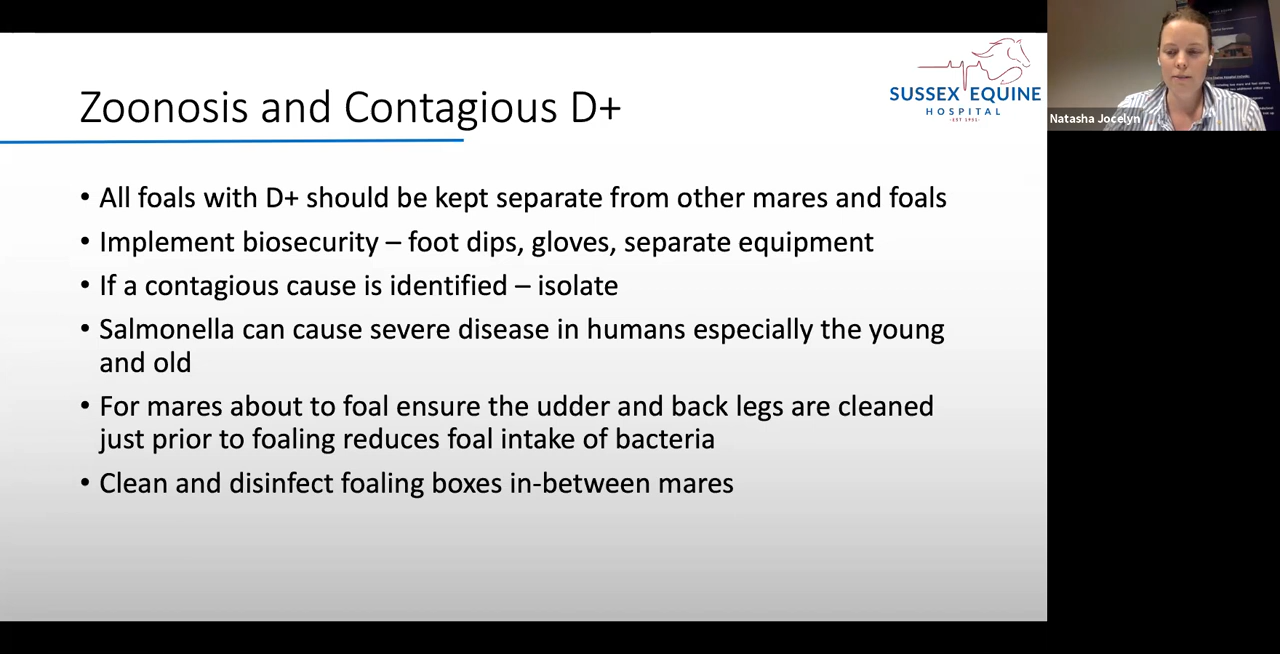 Zoonosis and Contagious D+
SUSSEX EQUINE
HOSPITAL
• All foals with D+ should be kept separate from other mares and foals
• Implement biosecurity – foot dips, gloves, separate equipment
• If a contagious cause is identified – isolate
• Salmonella can cause severe disease in humans especially the young
and old
• For mares about to foal ensure the udder and back legs are cleaned
just prior to foaling reduces foal intake of bacteria
• Clean and disinfect foaling boxes in-between mares
Natasha Jocelyn